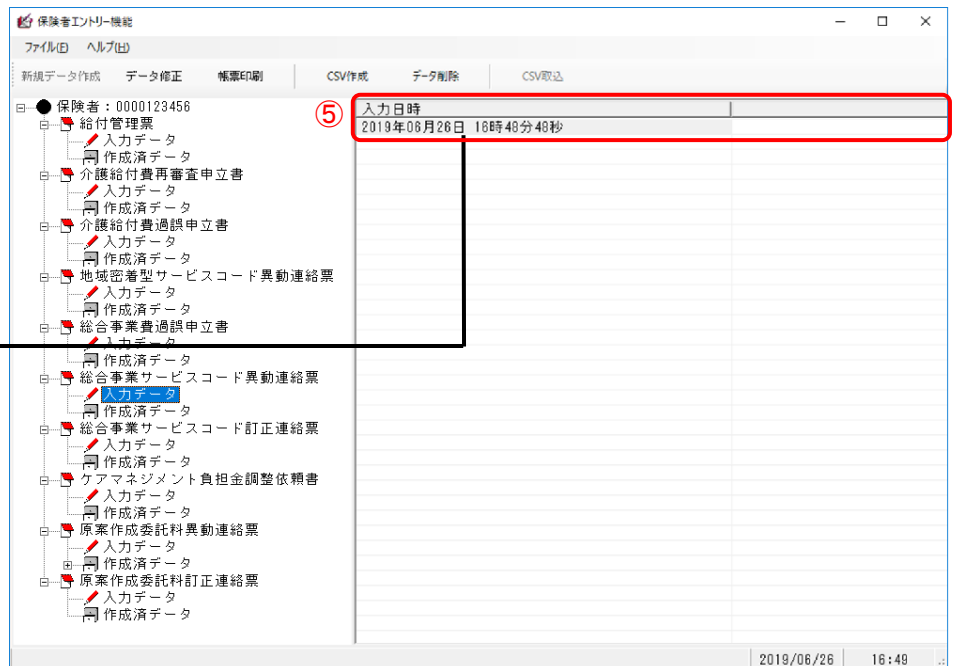 保険者エントリー機能
ファイル(F) ヘルプ(H)
新規データ作成 データ修正 帳票印刷 CSV作成 データ削除 CSV取込
保険者：0000123456
給付管理票
入力データ
作成済データ
介護給付費再審査申立書
入力データ
作成済データ
介護給付費過誤申立書
入力データ
作成済データ
地域密着型サービスコード異動連絡票
入力データ
作成済データ
総合事業費過誤申立書
入力データ
作成済データ
総合事業サービスコード異動連絡票
入力データ
作成済データ
総合事業サービスコード訂正連絡票
入力データ
作成済データ
ケアマネジメント負担金調整依頼書
入力データ
作成済データ
原案作成委託料異動連絡票
入力データ
作成済データ
原案作成委託料訂正連絡票
入力データ
作成済データ
⑤
入力日時
2019年06月26日 16時48分48秒
2019/06/26 16:49